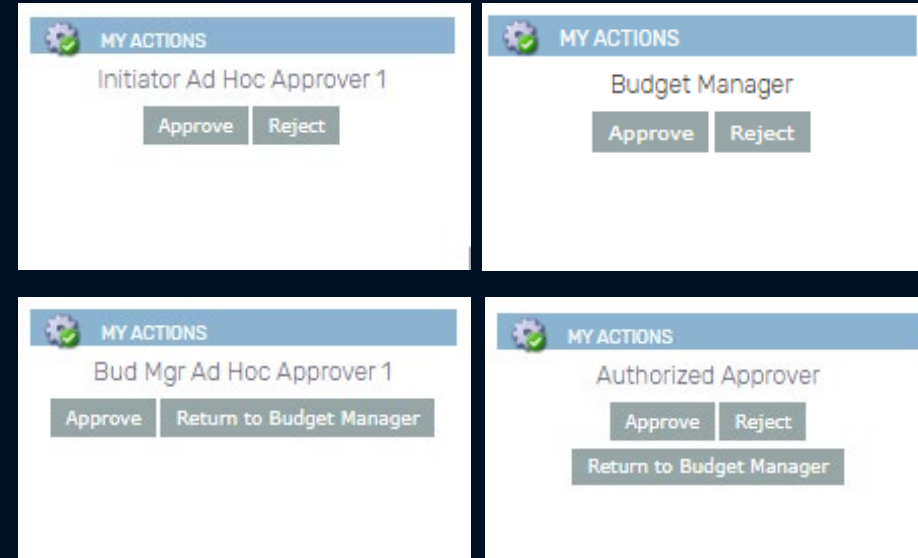 MY ACTIONS
Initiator Ad Hoc Approver 1
Approve Reject
MY ACTIONS
Budget Manager
Approve Reject
MY ACTIONS
Bud Mgr Ad Hoc Approver 1
Approve Return to Budget Manager
MY ACTIONS
Authorized Approver
Approve Reject
Return to Budget Manager